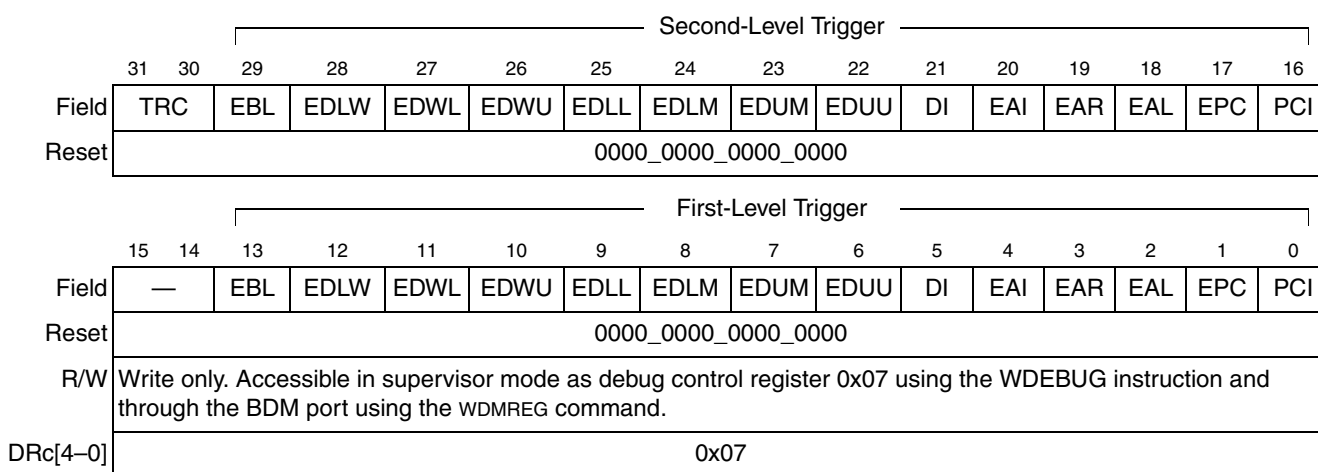 Second-Level Trigger
31 30 29 28 27 26 25 24 23 22 21 20 19 18 17 16
Field TRC EBL EDLW EDWL EDWU EDLL EDLM EDUM EDUU DI EAI EAR EAL EPC PCI
Reset 0000_0000_0000_0000
First-Level Trigger
15 14 13 12 11 10 9 8 7 6 5 4 3 2 1 0
Field — EBL EDLW EDWL EDWU EDLL EDLM EDUM EDUU DI EAI EAR EAL EPC PCI
Reset 0000_0000_0000_0000
R/W Write only. Accessible in supervisor mode as debug control register 0x07 using the WDEBUG instruction and
through the BDM port using the WDMREG command.
DRc[4–0] 0x07